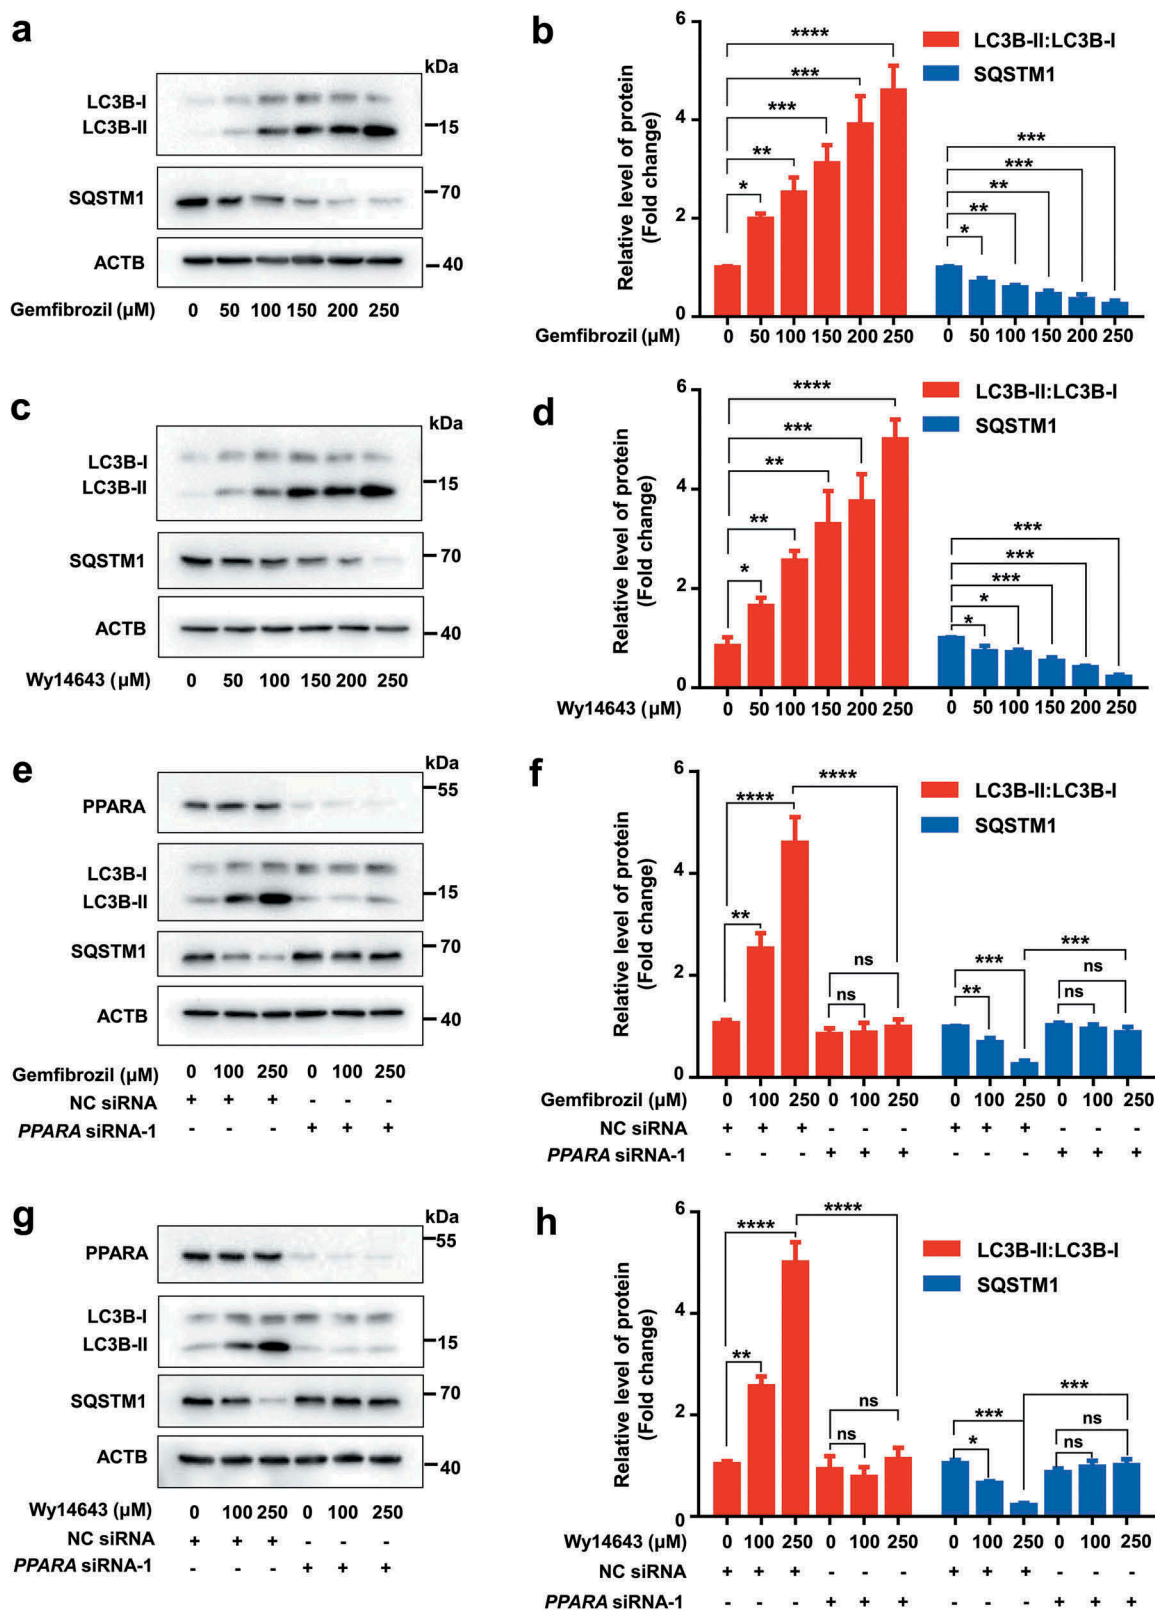 a
kDa
LC3B-I
LC3B-II
15
SQSTM1
70
ACTB
40
Gemfibrozil (μM) 0 50 100 150 200 250
b
LC3B-II:LC3B-I
SQSTM1
Relative level of protein
(Fold change)
6
4
2
0
****
***
***
**
*
***
***
**
**
*
Gemfibrozil (μM) 0 50 100 150 200 250 0 50 100 150 200 250
c
kDa
LC3B-I
LC3B-II
15
SQSTM1
70
ACTB
40
Wy14643 (μM) 0 50 100 150 200 250
d
LC3B-II:LC3B-I
SQSTM1
Relative level of protein
(Fold change)
6
4
2
0
****
***
**
**
*
***
***
***
*
*
Wy14643 (μM) 0 50 100 150 200 250 0 50 100 150 200 250
e
kDa
PPARA
55
LC3B-I
LC3B-II
15
SQSTM1
70
ACTB
40
Gemfibrozil (μM) 0 100 250 0 100 250
NC siRNA + + + - - -
PPARA siRNA-1 - - - + + +
f
LC3B-II:LC3B-I
SQSTM1
Relative level of protein
(Fold change)
6
4
2
0
****
****
**
ns
ns
***
***
**
ns
ns
Gemfibrozil (μM) 0 100 250 0 100 250 0 100 250 0 100 250
NC siRNA + + + - - - + + + - - -
PPARA siRNA-1 - - - + + + - - - + + +
g
kDa
PPARA
55
LC3B-I
LC3B-II
15
SQSTM1
70
ACTB
40
Wy14643 (μM) 0 100 250 0 100 250
NC siRNA + + + - - -
PPARA siRNA-1 - - - + + +
h
LC3B-II:LC3B-I
SQSTM1
Relative level of protein
(Fold change)
6
4
2
0
****
****
**
ns
ns
***
***
*
ns
ns
Wy14643 (μM) 0 100 250 0 100 250 0 100 250 0 100 250
NC siRNA + + + - - - + + + - - -
PPARA siRNA-1 - - - + + + - - - + + +